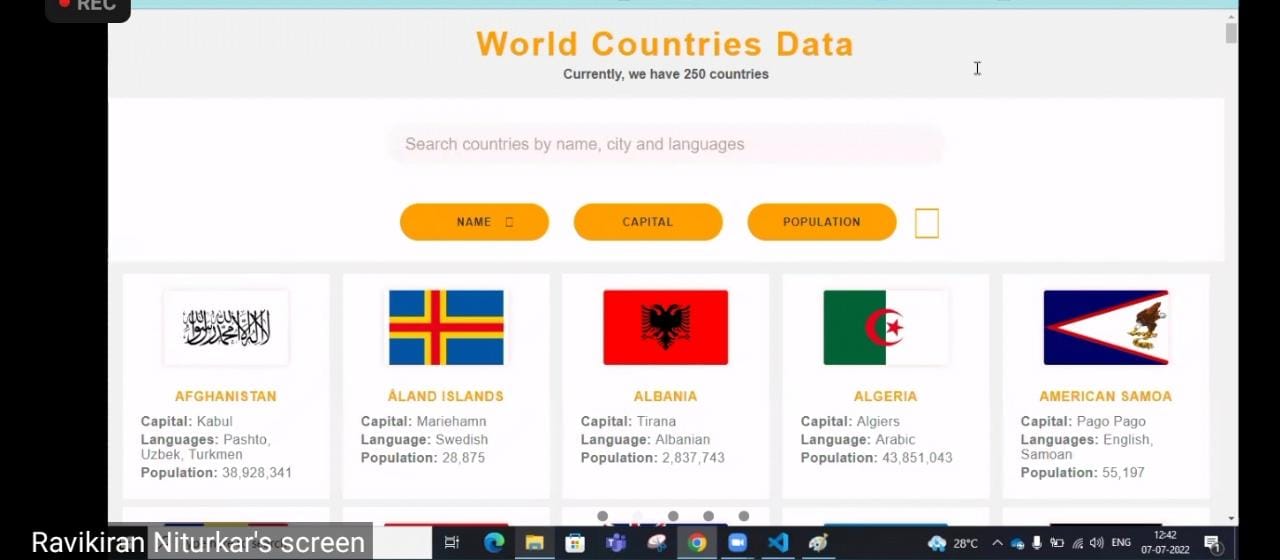 REC
World Countries Data
Currently, we have 250 countries
Search countries by name, city and languages
NAME
CAPITAL
POPULATION
AFGHANISTAN
Capital: Kabul
Languages: Pashto,
Uzbek, Turkmen
Population: 38,928,341
ÅLAND ISLANDS
Capital: Mariehamn
Language: Swedish
Population: 28,875
ALBANIA
Capital: Tirana
Language: Albanian
Population: 2,837,743
ALGERIA
Capital: Algiers
Language: Arabic
Population: 43,851,043
AMERICAN SAMOA
Capital: Pago Pago
Languages: English,
Samoan
Population: 55,197
Ravikiran Niturkar's screen
28°C
ENG
12:42
07-07-2022